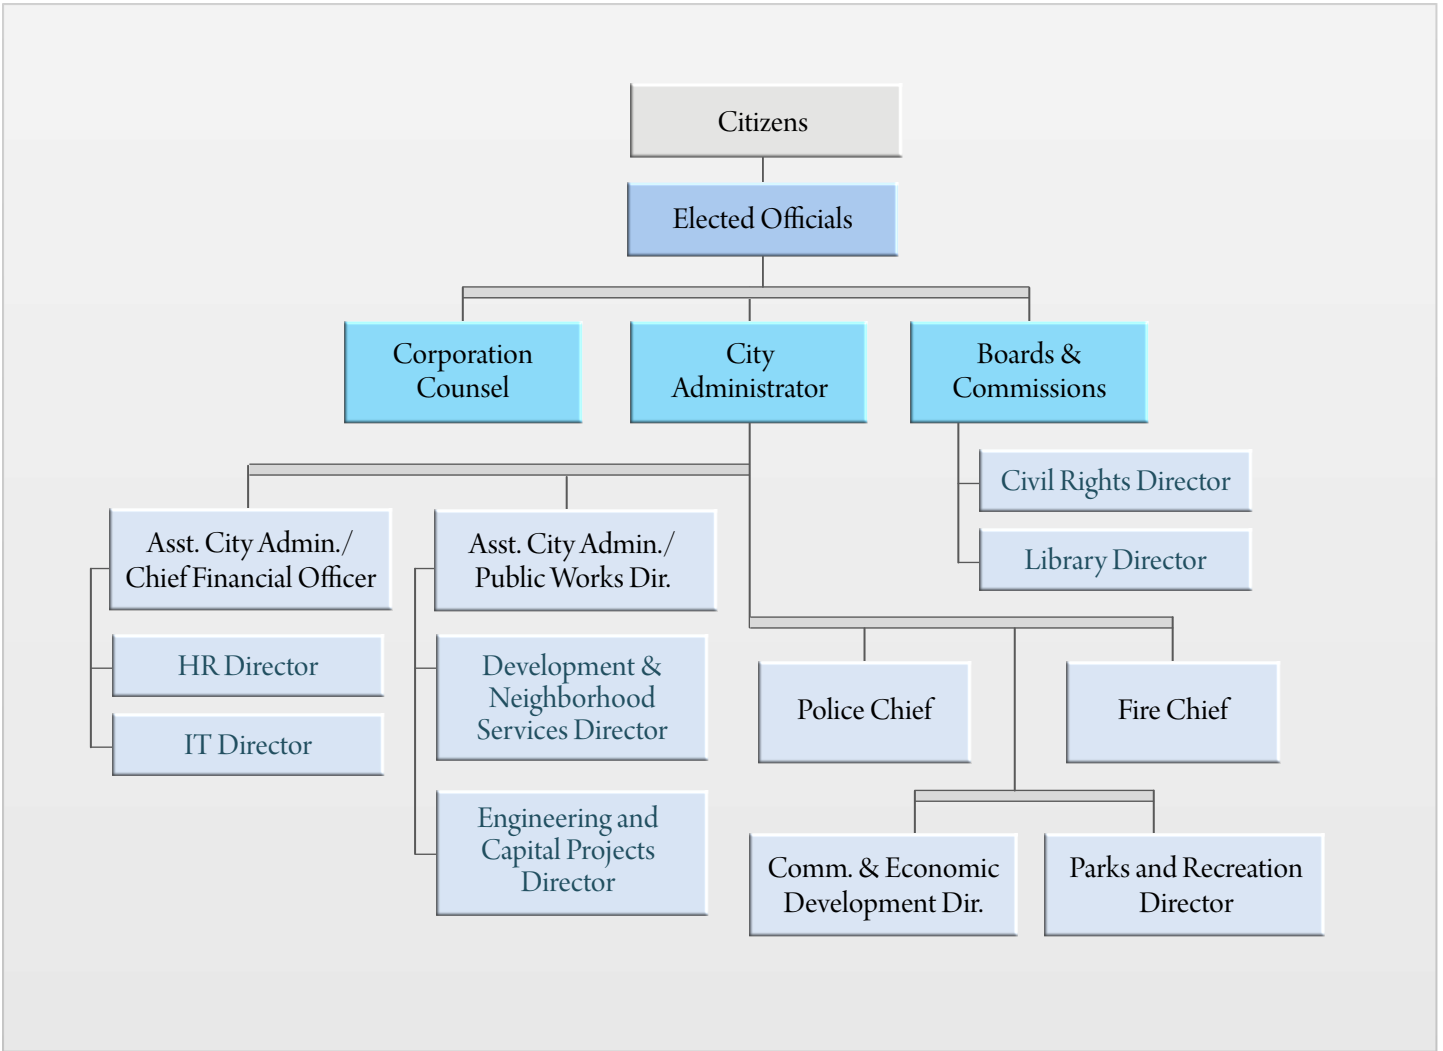 Citizens
Elected Officials
Corporation
Counsel
City
Administrator
Boards &
Commissions
Civil Rights Director
Library Director
Asst. City Admin./
Chief Financial Officer
HR Director
IT Director
Asst. City Admin./
Public Works Dir.
Development &
Neighborhood
Services Director
Engineering and
Capital Projects
Director
Police Chief
Fire Chief
Comm. & Economic
Development Dir.
Parks and Recreation
Director